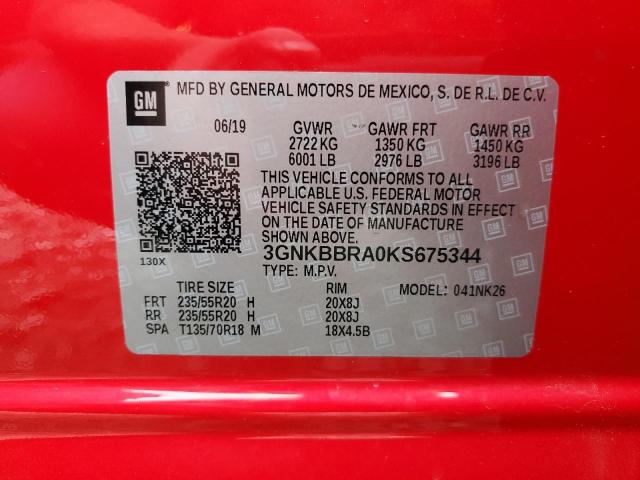 GM MFD BY GENERAL MOTORS DE MEXICO, S. DE R.L. DE C.V.
06/19 GVWR GAWR FRT GAWR RR
2722 KG 1350 KG 1450 KG
6001 LB 2976 LB 3196 LB
THIS VEHICLE CONFORMS TO ALL
APPLICABLE U.S. FEDERAL MOTOR
VEHICLE SAFETY STANDARDS IN EFFECT
ON THE DATE OF MANUFACTURE
SHOWN ABOVE.
130X 3GNKBBRA0KS675344
TYPE: M.P.V.
TIRE SIZE RIM MODEL: 041NK26
FRT 235/55R20 H 20X8J
RR 235/55R20 H 20X8J
SPA T135/70R18 M 18X4.5B